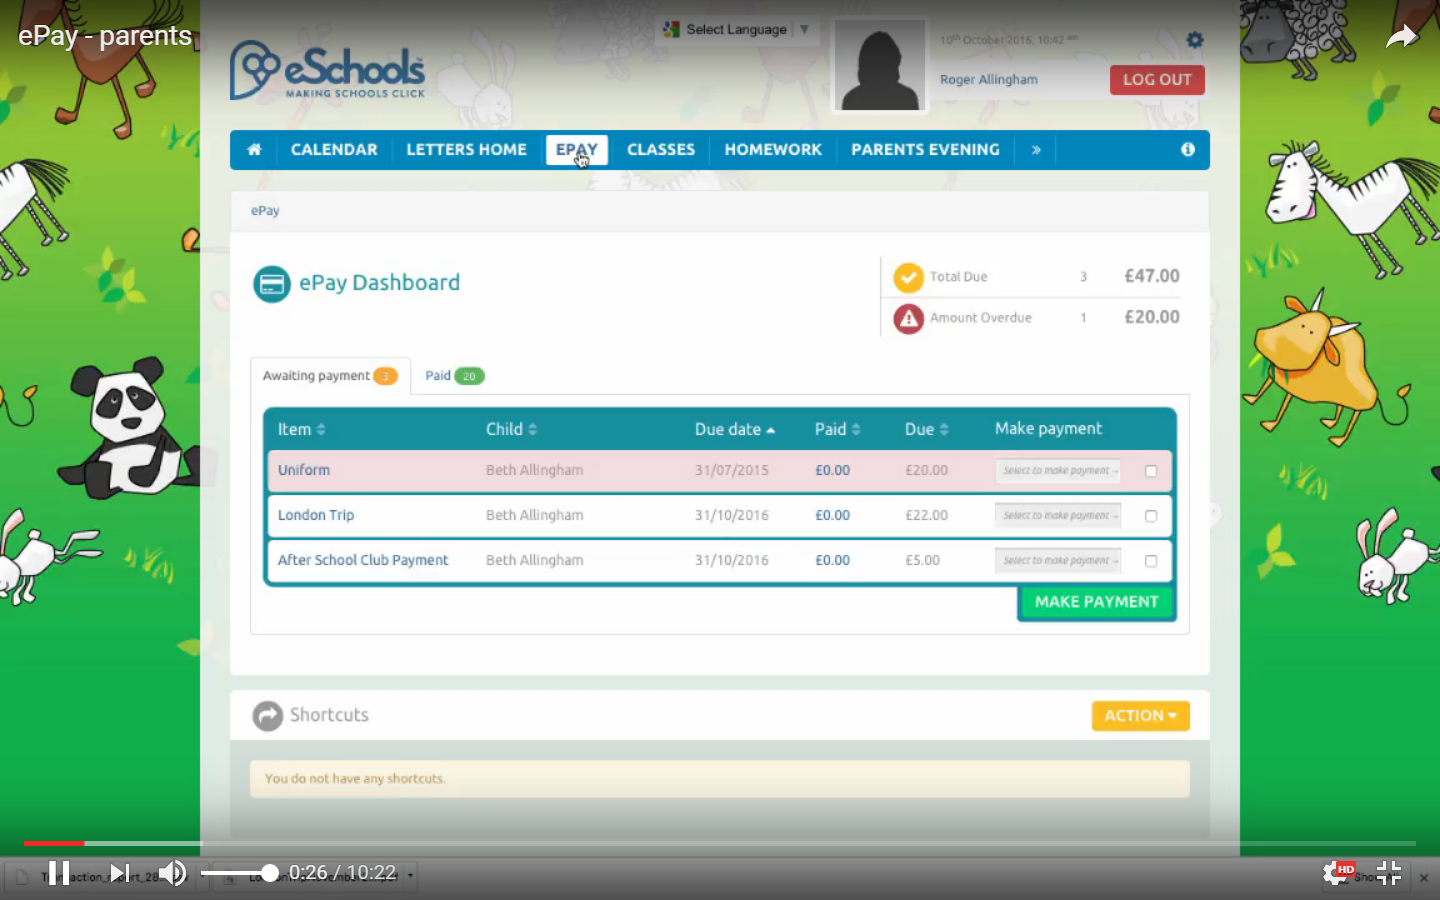 ePay - parents
Select Language
10th October 2016, 10:42 am
eSchools
MAKING SCHOOLS CLICK
Roger Allingham
LOG OUT
CALENDAR LETTERS HOME EPAY CLASSES HOMEWORK PARENTS EVENING »
ePay
ePay Dashboard
Total Due 3 £47.00
Amount Overdue 1 £20.00
Awaiting payment 3 Paid 20
Item Child Due date Paid Due Make payment
Uniform Beth Allingham 31/07/2015 £0.00 £20.00 Select to make payment
London Trip Beth Allingham 31/10/2016 £0.00 £22.00 Select to make payment
After School Club Payment Beth Allingham 31/10/2016 £0.00 £5.00 Select to make payment
MAKE PAYMENT
Shortcuts
ACTION
You do not have any shortcuts.
0:26 / 10:22
HD